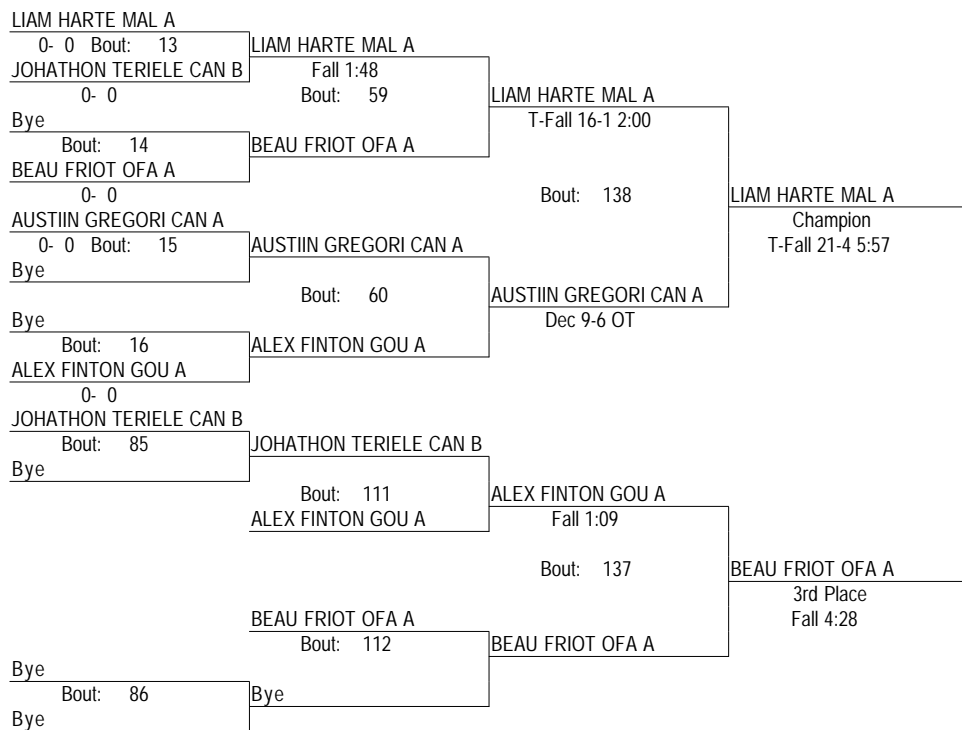 LIAM HARTE MAL A
0- 0 Bout: 13 LIAM HARTE MAL A
JOHATHON TERIELE CAN B Fall 1:48
0- 0 Bout: 59 LIAM HARTE MAL A
Bye T-Fall 16-1 2:00
Bout: 14 BEAU FRIOT OFA A
BEAU FRIOT OFA A
0- 0 Bout: 138 LIAM HARTE MAL A
AUSTIIN GREGORI CAN A Champion
0- 0 Bout: 15 AUSTIIN GREGORI CAN A T-Fall 21-4 5:57
Bye
Bout: 60 AUSTIIN GREGORI CAN A
Bye Dec 9-6 OT
Bout: 16 ALEX FINTON GOU A
ALEX FINTON GOU A
0- 0
JOHATHON TERIELE CAN B
Bout: 85 JOHATHON TERIELE CAN B
Bye
Bout: 111 ALEX FINTON GOU A
ALEX FINTON GOU A Fall 1:09
Bout: 137 BEAU FRIOT OFA A
3rd Place
BEAU FRIOT OFA A Fall 4:28
Bout: 112 BEAU FRIOT OFA A
Bye
Bout: 86 Bye
Bye